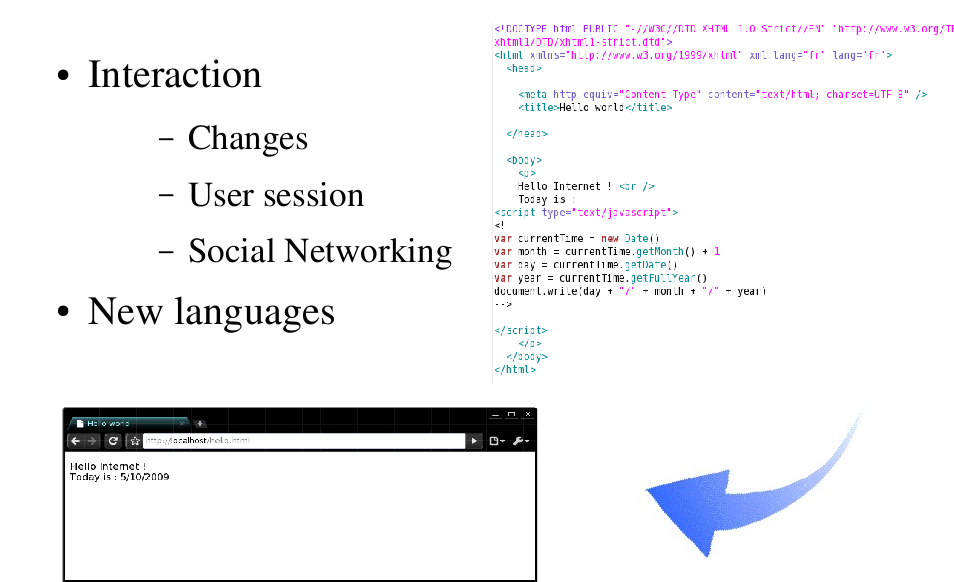 • Interaction
– Changes
– User session
– Social Networking
• New languages
<!DOCTYPE html PUBLIC "-//W3C//DTD XHTML 1.0 Strict//EN" "http://www.w3.org/TR
xhtml1/DTD/xhtml1-strict.dtd">
<html xmlns="http://www.w3.org/1999/xhtml" xml:lang="fr" lang="fr">
<head>
<meta http-equiv="Content-Type" content="text/html; charset=UTF-8" />
<title>Hello world</title>
</head>
<body>
<p>
Hello Internet ! <br />
Today is :
<script type="text/javascript">
<!
var currentTime = new Date()
var month = currentTime.getMonth() + 1
var day = currentTime.getDate()
var year = currentTime.getFullYear()
document.write(day + "/" + month + "/" + year)
-->
</script>
</p>
</body>
</html>
Hello world
http://localhost/hello.html
Hello Internet !
Today is : 5/10/2009